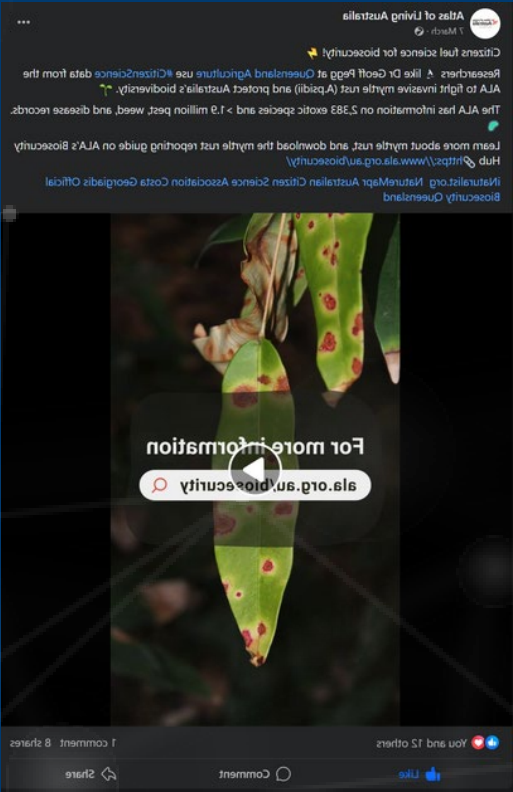 Atlas of Living Australia
7 March ·
Citizens fuel science for biosecurity! ⚡
Researchers 🔬 like Dr Geoff Pegg at Queensland Agriculture use #CitizenScience data from the
ALA to fight invasive myrtle rust (A.psidii) and protect Australia's biodiversity. 🌱
The ALA has information on 2,383 exotic species and >1.9 million pest, weed, and disease records.
Learn more about myrtle rust, and download the myrtle rust reporting guide on ALA's Biosecurity
Hub 🔗https://www.ala.org.au/biosecurity/
iNaturalist.org NatureMapr Australian Citizen Science Association Costa Georgiadis Official
Biosecurity Queensland
For more information
ala.org.au/biosecurity
You and 12 others 1 comment 8 shares
Like Comment Share